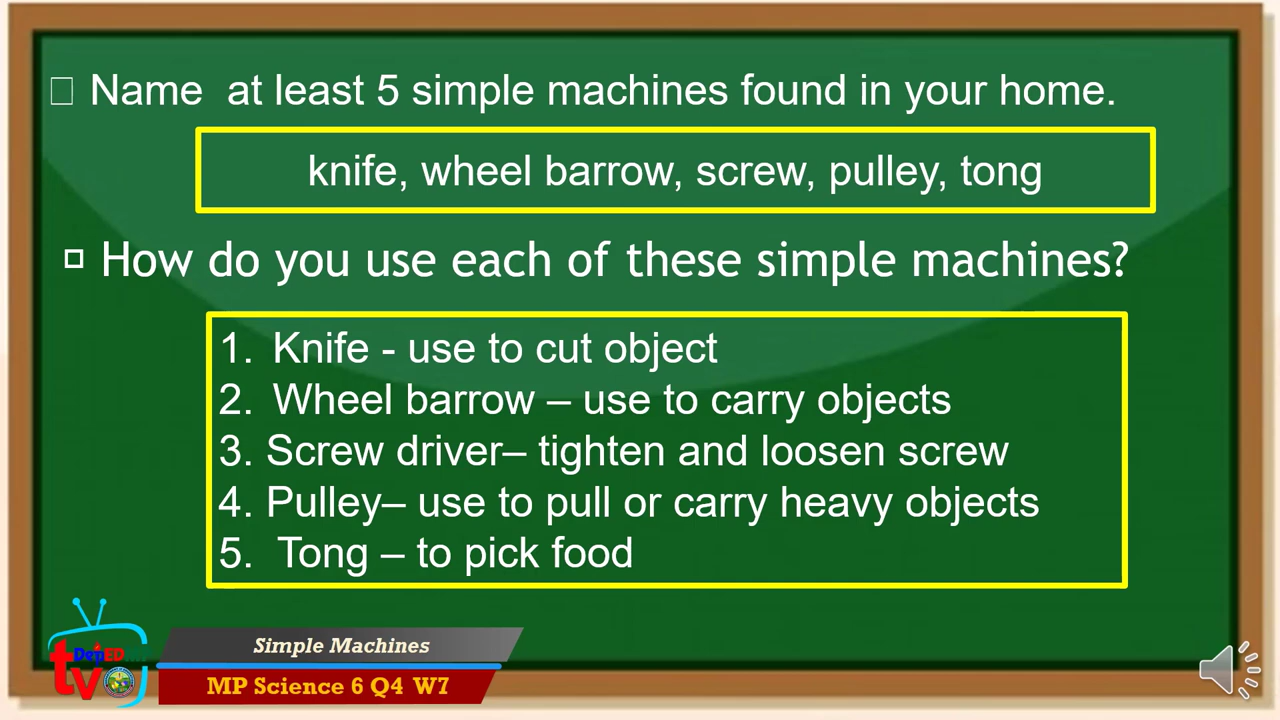 Name at least 5 simple machines found in your home.
knife, wheel barrow, screw, pulley, tong
How do you use each of these simple machines?
1. Knife - use to cut object
2. Wheel barrow – use to carry objects
3. Screw driver– tighten and loosen screw
4. Pulley– use to pull or carry heavy objects
5. Tong – to pick food
DepED
tv
Simple Machines
MP Science 6 Q4 W7